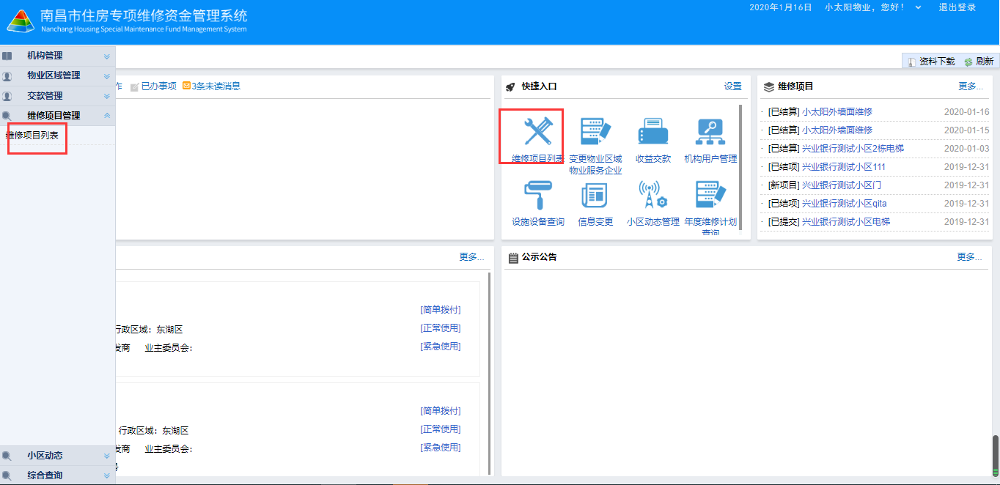 南昌市住房专项维修资金管理系统
Nanchang Housing Special Maintenance Fund Management System
2020年1月16日 小太阳物业，您好！ 退出登录
资料下载 刷新
机构管理
物业区域管理
交款管理
维修项目管理
维修项目列表
小区动态
综合查询
作 已办事项 3条未读消息
快捷入口 设置
维修项目列表 变更物业区域物业服务企业 收益交款 机构用户管理
设施设备查询 信息变更 小区动态管理 年度维修计划查询
维修项目 更多...
· [已结算] 小太阳外墙面维修 2020-01-16
· [已结算] 小太阳外墙面维修 2020-01-15
· [已结算] 兴业银行测试小区2栋电梯 2020-01-03
· [已结项] 兴业银行测试小区111 2019-12-31
· [新项目] 兴业银行测试小区门 2019-12-31
· [已结项] 兴业银行测试小区qita 2019-12-31
· [已提交] 兴业银行测试小区电梯 2019-12-31
更多...
[简单拨付]
行政区域：东湖区 [正常使用]
发商 业主委员会: [紧急使用]
[简单拨付]
行政区域：东湖区 [正常使用]
发商 业主委员会: [紧急使用]
号
公示公告 更多...